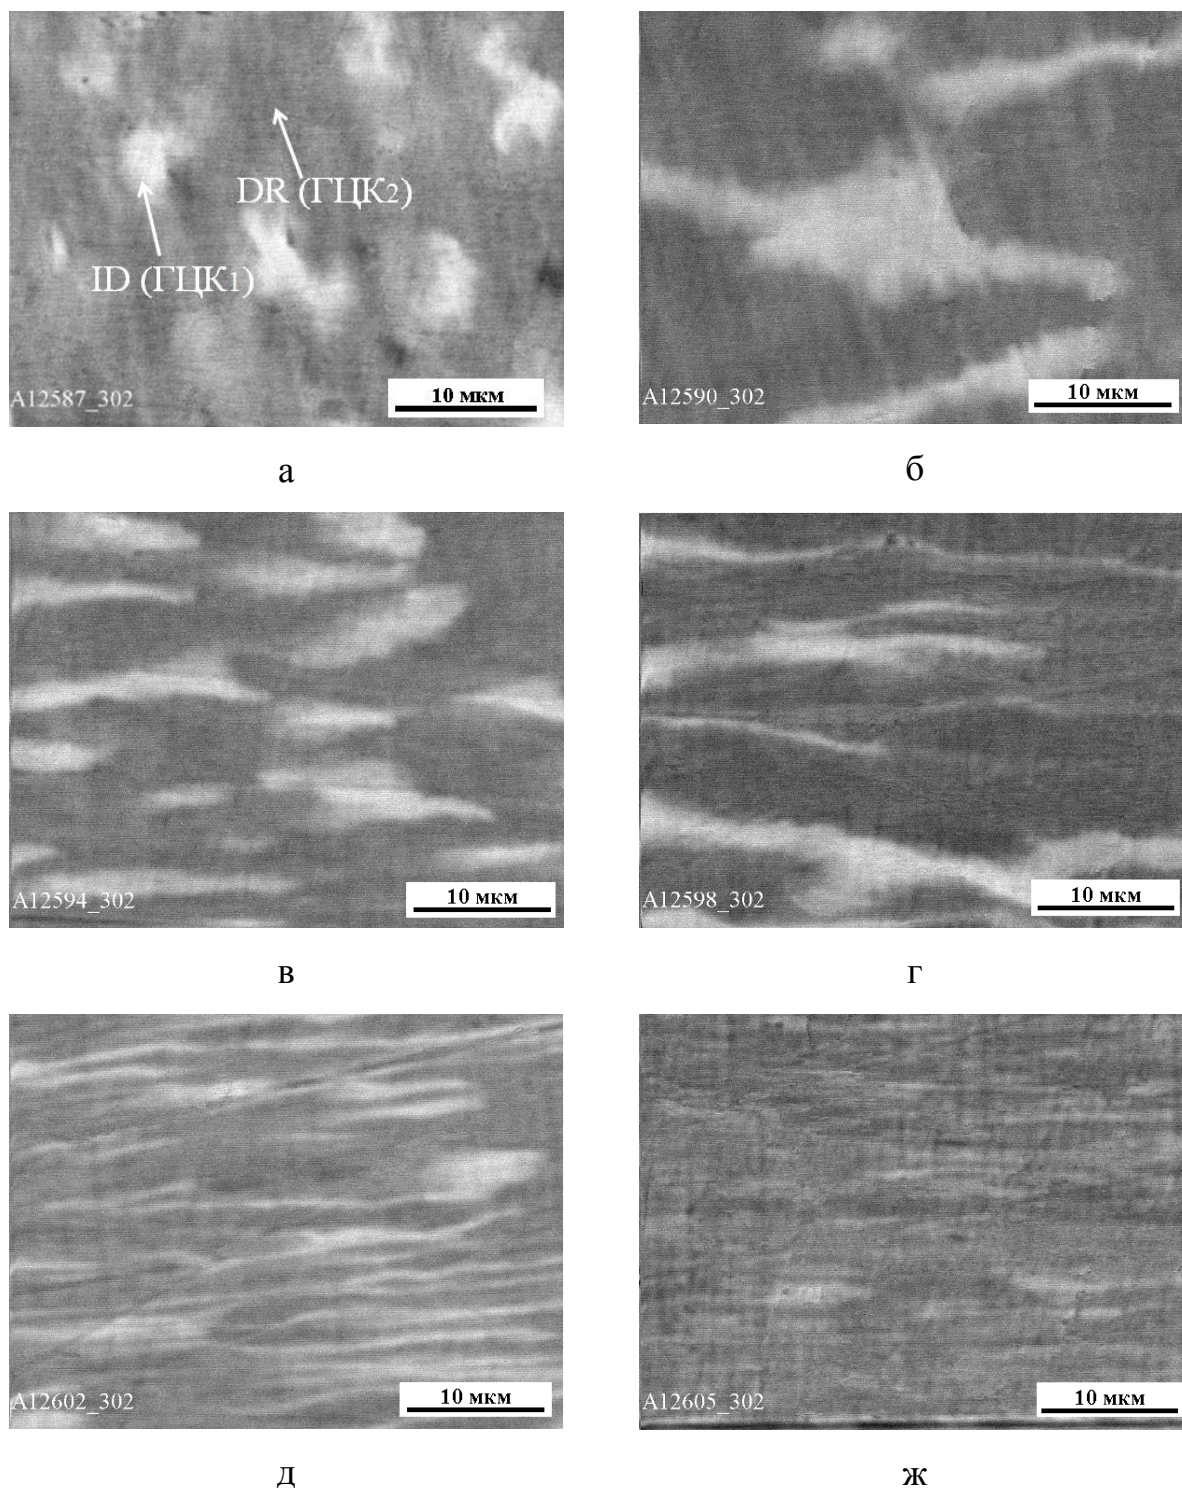 DR (ГЦК2)
ID (ГЦК1)
A12587_302
10 мкм
A12590_302
10 мкм
а
б
A12594_302
10 мкм
A12598_302
10 мкм
в
г
A12602_302
10 мкм
A12605_302
10 мкм
д
ж